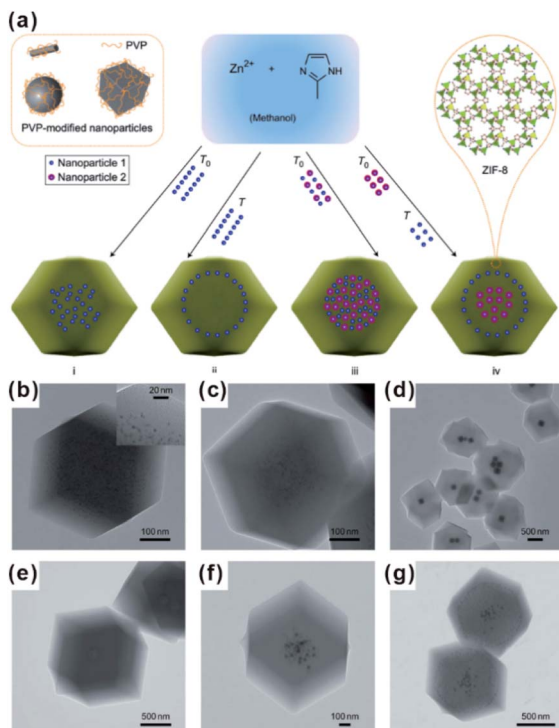 (a)
PVP
PVP-modified nanoparticles
Zn2+ +
N
NH
(Methanol)
ZIF-8
Nanoparticle 1
Nanoparticle 2
T0
T
T0
T0
T
i
ii
iii
iv
(b)
20 nm
100 nm
(c)
100 nm
(d)
500 nm
(e)
500 nm
(f)
100 nm
(g)
500 nm